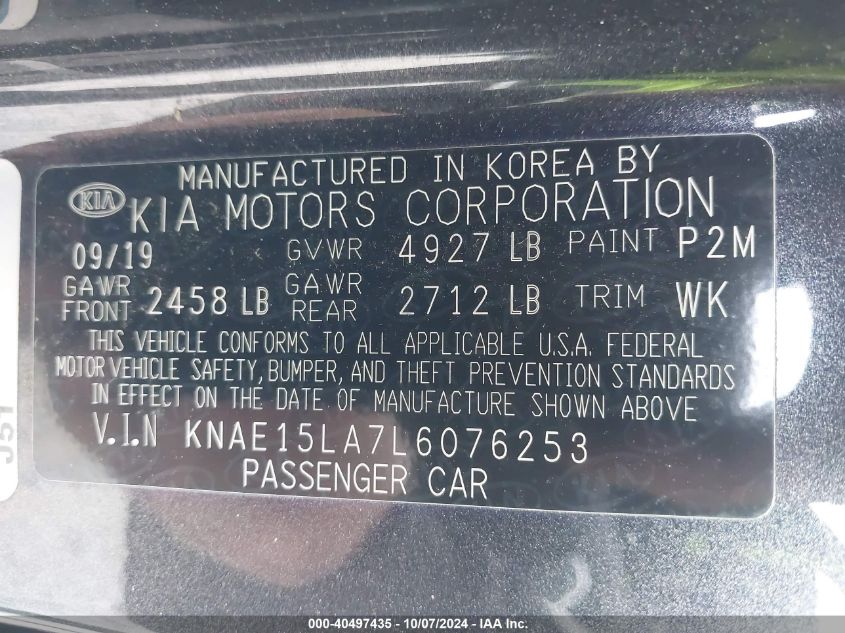 MANUFACTURED IN KOREA BY
KIA KIA MOTORS CORPORATION
09/19 GVWR 4927 LB PAINT P2M
GAWR FRONT 2458 LB GAWR REAR 2712 LB TRIM WK
THIS VEHICLE CONFORMS TO ALL APPLICABLE U.S.A. FEDERAL
MOTOR VEHICLE SAFETY, BUMPER, AND THEFT PREVENTION STANDARDS
IN EFFECT ON THE DATE OF MANUFACTURE SHOWN ABOVE
V.I.N KNAE15LA7L6076253
PASSENGER CAR
J51
000-40497435 - 10/07/2024 - IAA Inc.